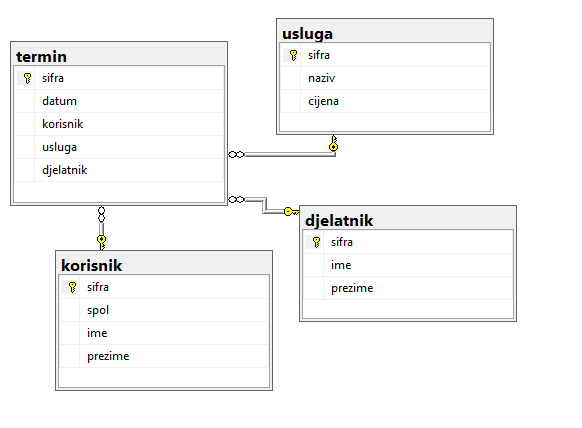 termin
sifra
datum
korisnik
usluga
djelatnik
usluga
sifra
naziv
cijena
djelatnik
sifra
ime
prezime
korisnik
sifra
spol
ime
prezime